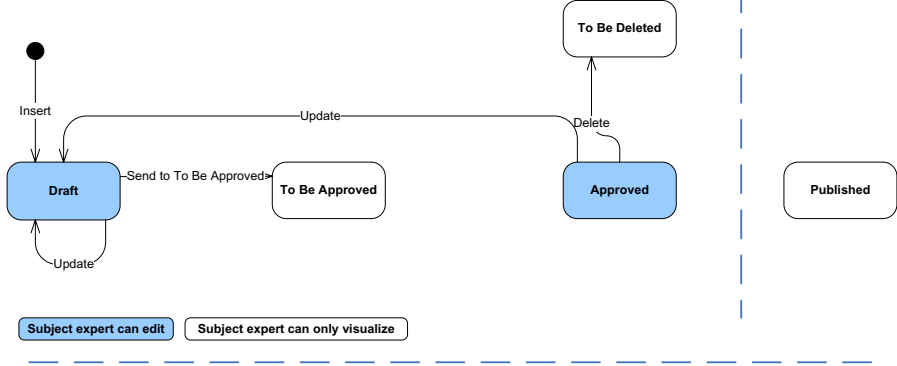 To Be Deleted
Insert
Update
Delete
Draft
Send to To Be Approved
To Be Approved
Approved
Published
Update
Subject expert can edit
Subject expert can only visualize